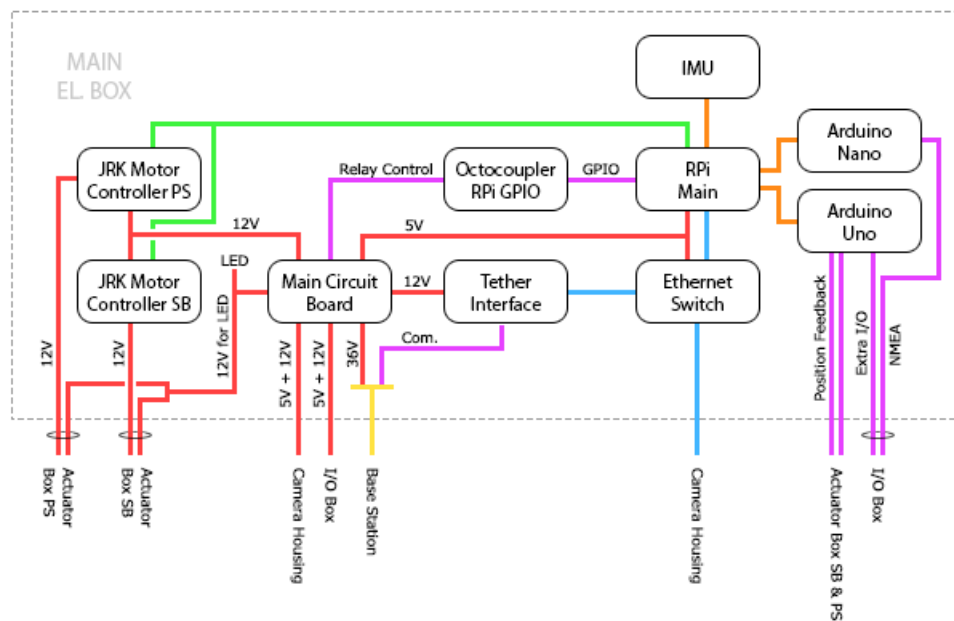 MAIN
EL. BOX
IMU
JRK Motor
Controller PS
Relay Control
Octocoupler
RPi GPIO
GPIO
RPi
Main
Arduino
Nano
Arduino
Uno
12V
5V
LED
JRK Motor
Controller SB
Main Circuit
Board
12V
Tether
Interface
Ethernet
Switch
12V
12V
12V for LED
5V + 12V
5V + 12V
36V
Com.
Position Feedback
Extra I/O
NMEA
Actuator
Box PS
Actuator
Box SB
Camera Housing
I/O Box
Base Station
Camera Housing
Actuator Box SB & PS
I/O Box